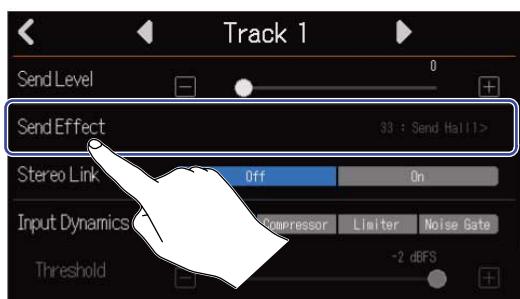 Track 1
Send Level 0
Send Effect 33 : Send Hall1>
Stereo Link Off On
Input Dynamics Compressor Limiter Noise Gate
Threshold -2 dBFS